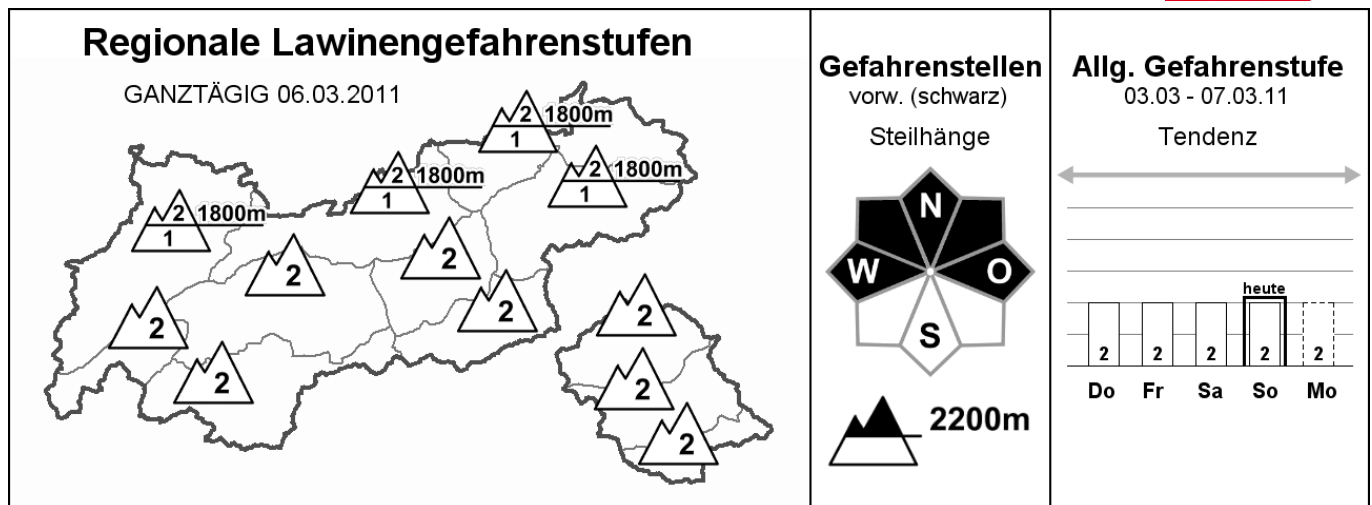 Regionale Lawinengefahrenstufen
GANZTÄGIG 06.03.2011
2 1800m
1
2 1800m
1
2 1800m
1
2 1800m
1
2
2
2
2
2
2
2
2
Gefahrenstellen
vorw. (schwarz)
Steilhänge
N
W O
S
2200m
Allg. Gefahrenstufe
03.03 - 07.03.11
Tendenz
heute
2 2 2 2 2
Do Fr Sa So Mo